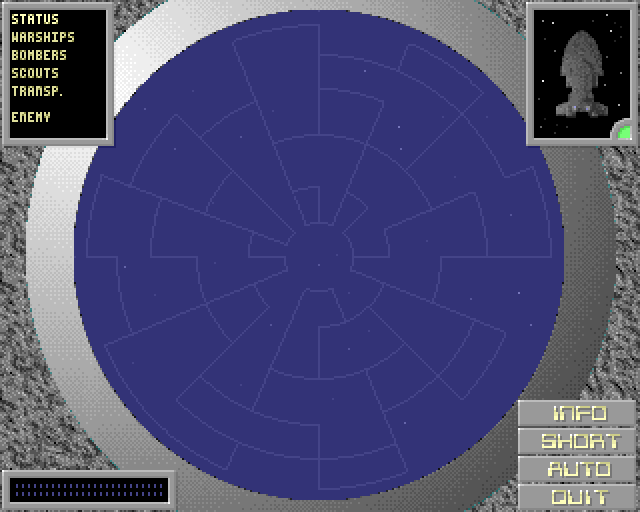 STATUS
WARSHIPS
BOMBERS
SCOUTS
TRANSP.
ENEMY
INFO
SHORT
AUTO
QUIT